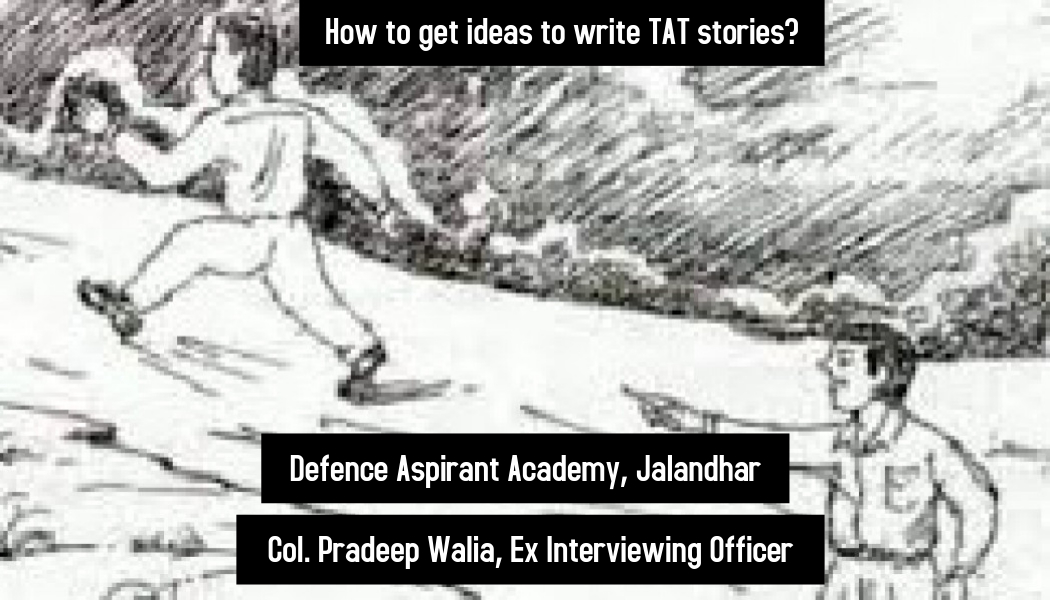 How to get ideas to write TAT stories?
Defence Aspirant Academy, Jalandhar
Col. Pradeep Walia, Ex Interviewing Officer